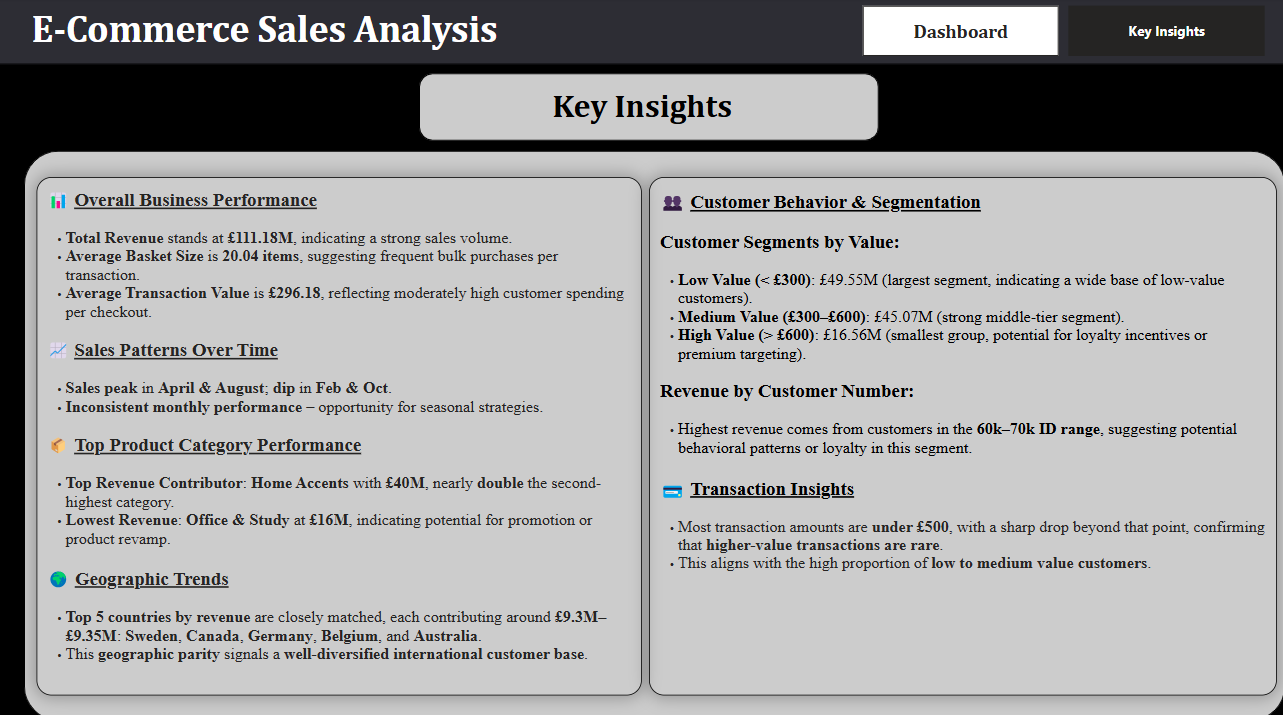 E-Commerce Sales Analysis
Dashboard
Key Insights
Key Insights
Overall Business Performance
• Total Revenue stands at £111.18M, indicating a strong sales volume.
• Average Basket Size is 20.04 items, suggesting frequent bulk purchases per
transaction.
• Average Transaction Value is £296.18, reflecting moderately high customer spending
per checkout.
Sales Patterns Over Time
• Sales peak in April & August; dip in Feb & Oct.
• Inconsistent monthly performance – opportunity for seasonal strategies.
Top Product Category Performance
• Top Revenue Contributor: Home Accents with £40M, nearly double the second-
highest category.
• Lowest Revenue: Office & Study at £16M, indicating potential for promotion or
product revamp.
Geographic Trends
• Top 5 countries by revenue are closely matched, each contributing around £9.3M–
£9.35M: Sweden, Canada, Germany, Belgium, and Australia.
• This geographic parity signals a well-diversified international customer base.
Customer Behavior & Segmentation
Customer Segments by Value:
• Low Value (< £300): £49.55M (largest segment, indicating a wide base of low-value
customers).
• Medium Value (£300–£600): £45.07M (strong middle-tier segment).
• High Value (> £600): £16.56M (smallest group, potential for loyalty incentives or
premium targeting).
Revenue by Customer Number:
• Highest revenue comes from customers in the 60k–70k ID range, suggesting potential
behavioral patterns or loyalty in this segment.
Transaction Insights
• Most transaction amounts are under £500, with a sharp drop beyond that point, confirming
that higher-value transactions are rare.
• This aligns with the high proportion of low to medium value customers.